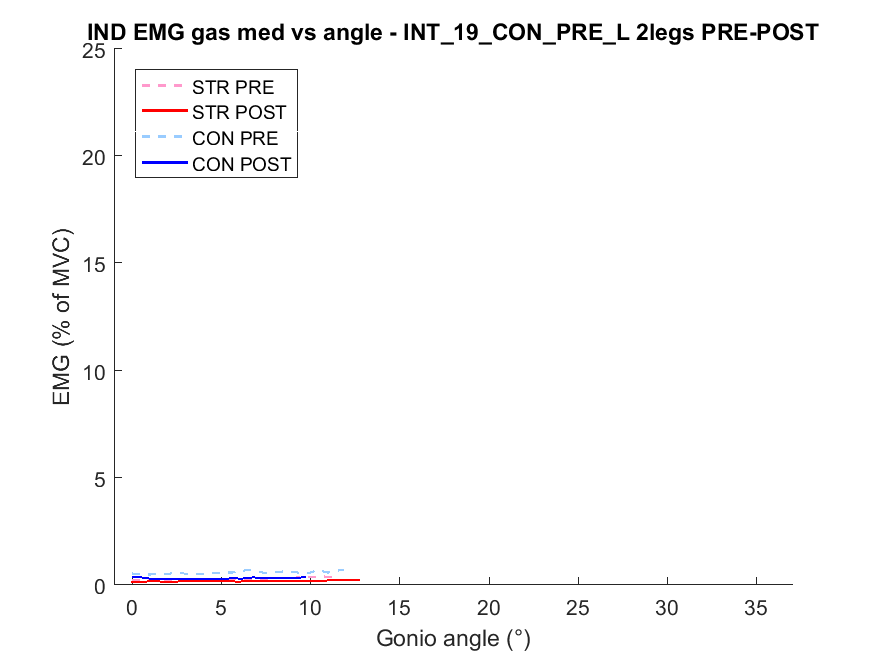 IND EMG gas med vs angle - INT_19_CON_PRE_L 2legs PRE-POST
25
STR PRE
STR POST
CON PRE
CON POST
20
15
10
5
0
EMG (% of MVC)
0 5 10 15 20 25 30 35
Gonio angle (°)